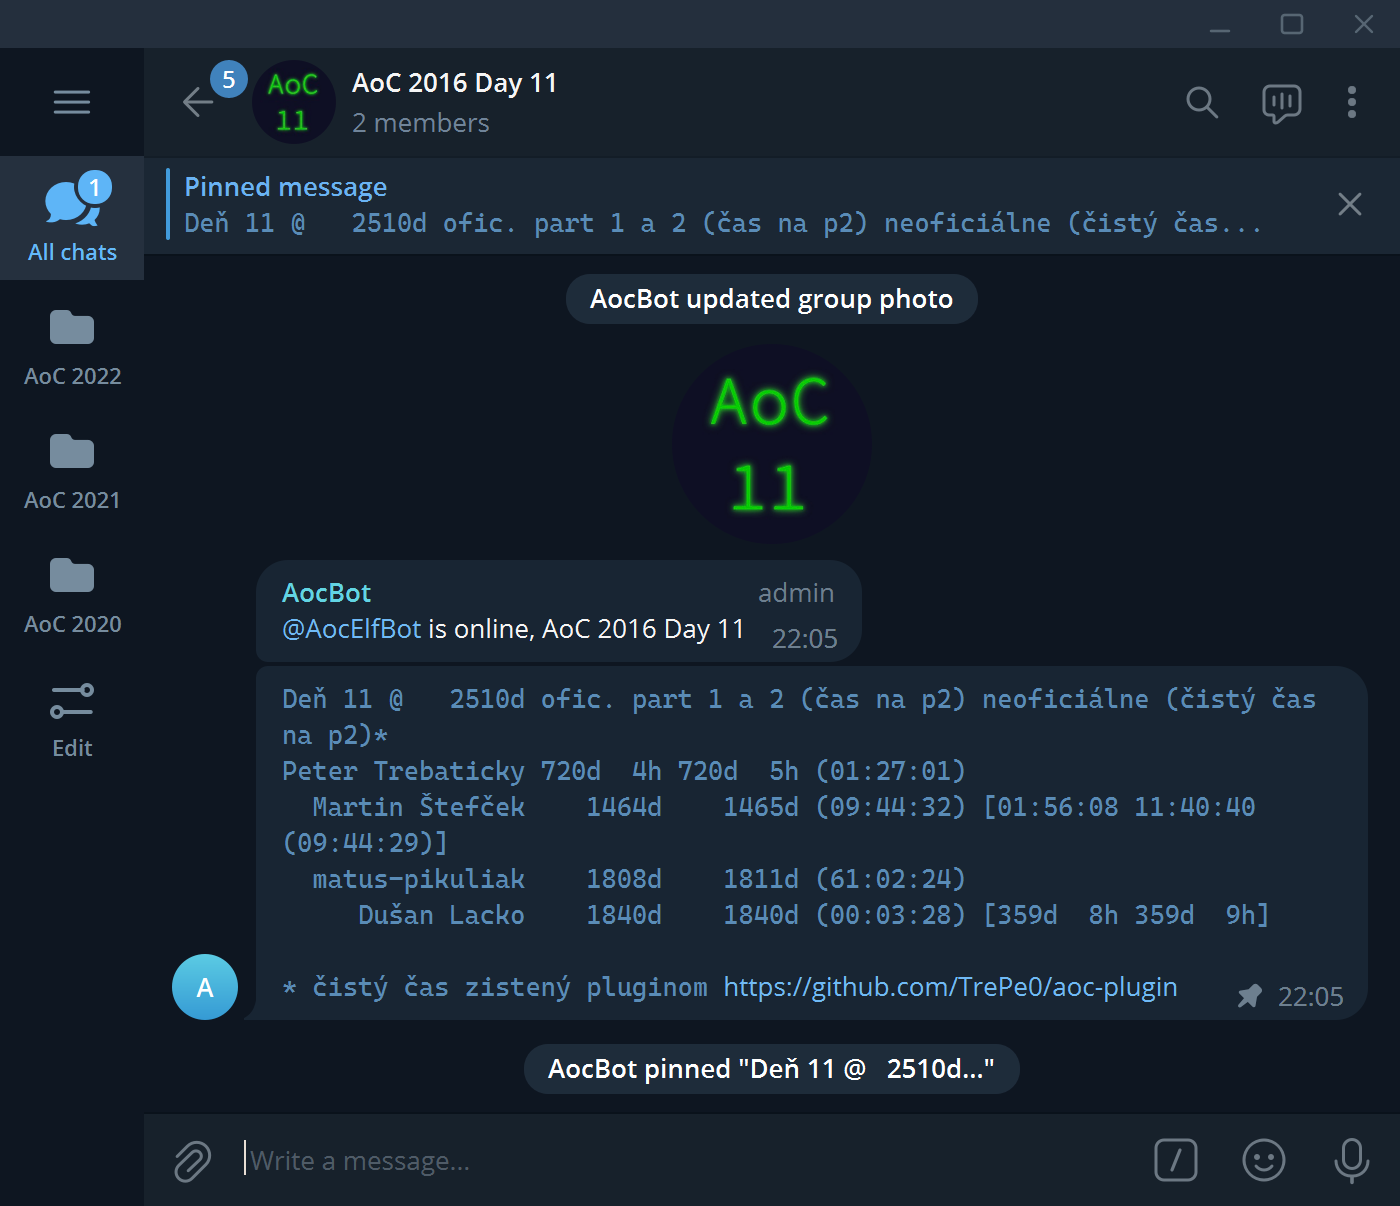 5
AoC
11
AoC 2016 Day 11
2 members
1
All chats
AoC 2022
AoC 2021
AoC 2020
Edit
Pinned message
Deň 11 @   2510d ofic. part 1 a 2 (čas na p2) neoficiálne (čistý čas...
AocBot updated group photo
AoC
11
AocBot admin
@AocElfBot is online, AoC 2016 Day 11 22:05
Deň 11 @   2510d ofic. part 1 a 2 (čas na p2) neoficiálne (čistý čas
na p2)*
Peter Trebaticky 720d  4h 720d  5h (01:27:01)
  Martin Štefček    1464d    1465d (09:44:32) [01:56:08 11:40:40
(09:44:29)]
  matus-pikuliak    1808d    1811d (61:02:24)
     Dušan Lacko    1840d    1840d (00:03:28) [359d  8h 359d  9h]
* čistý čas zistený pluginom https://github.com/TrePe0/aoc-plugin 22:05
A
AocBot pinned "Deň 11 @   2510d..."
Write a message...